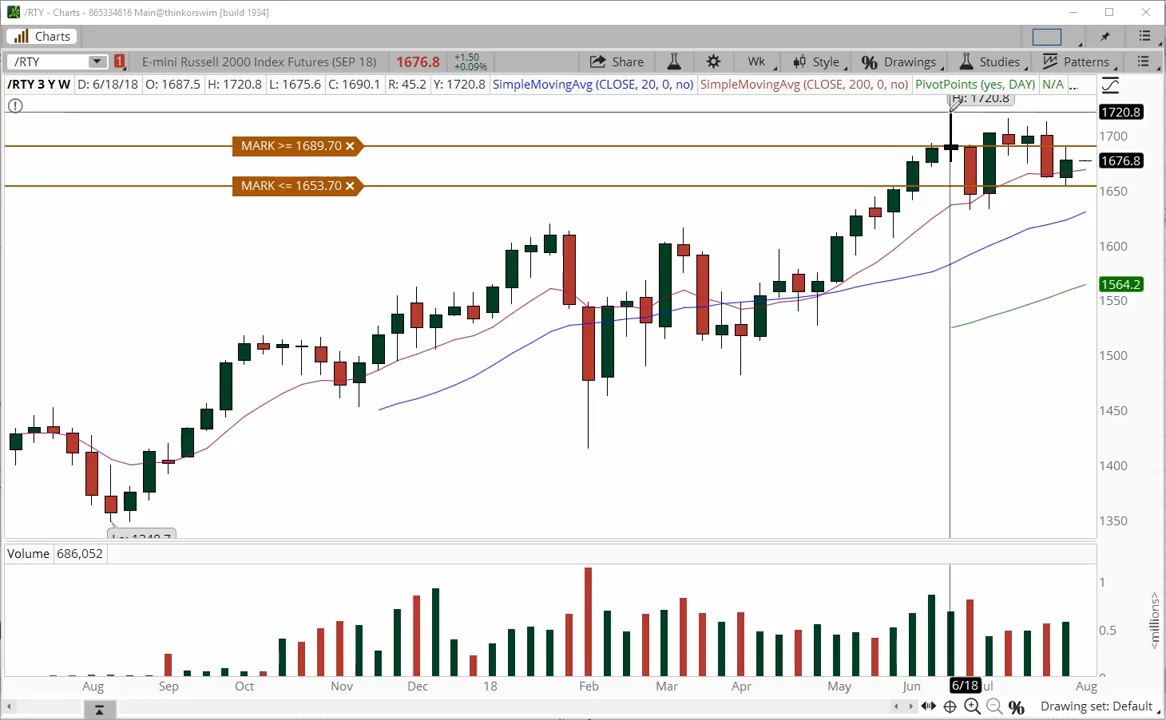 /RTY - Charts - 865334616 Main@thinkorswim [build 1934]
Charts
/RTY 1 E-mini Russell 2000 Index Futures (SEP 18) 1676.8 +1.50 +0.09% Share Wk Style Drawings Studies Patterns
/RTY 3 Y W D: 6/18/18 O: 1687.5 H: 1720.8 L: 1675.6 C: 1690.1 R: 45.2 Y: 1720.8 SimpleMovingAvg (CLOSE, 20, 0, no) SimpleMovingAvg (CLOSE, 200, 0, no) PivotPoints (yes, DAY) N/A ...
H: 1720.8
1720.8
1700
MARK >= 1689.70
1676.8
MARK <= 1653.70
1650
1600
1564.2
1550
1500
1450
1400
1350
Volume 686,052
1
0.5
<millions>
Aug Sep Oct Nov Dec 18 Feb Mar Apr May Jun 6/18 ul Aug
Drawing set: Default